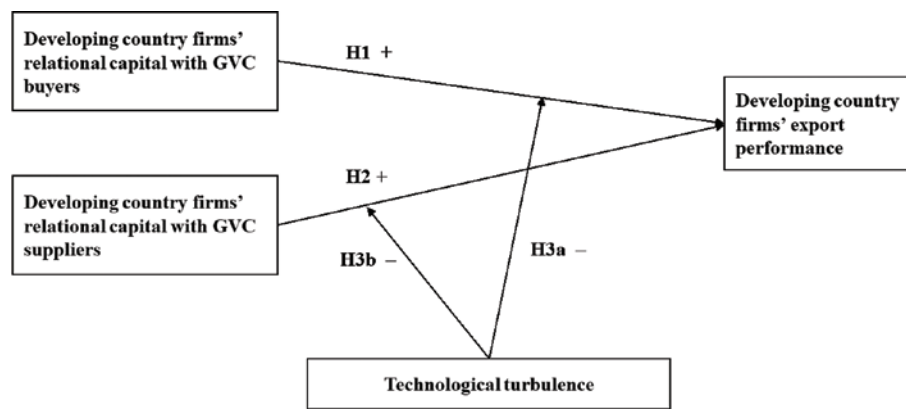 Developing country firms’
relational capital with GVC
buyers
H1 +
Developing country
firms’ export
performance
H2 +
Developing country firms’
relational capital with GVC
suppliers
H3b –
H3a –
Technological turbulence